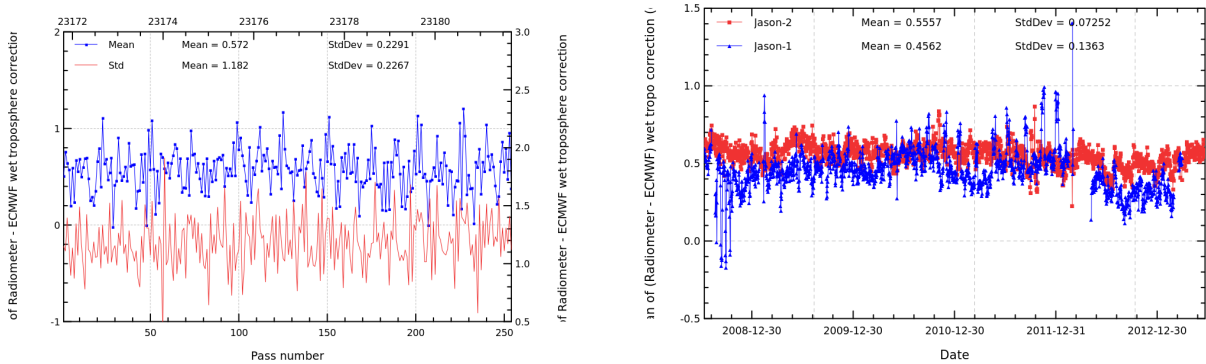 23172 23174 23176 23178 23180
of Radiometer - ECMWF wet troposphere correction
2
1
0
-1
Mean Mean = 0.572 StdDev = 0.2291
Std Mean = 1.182 StdDev = 0.2267
3.0
2.5
2.0
1.5
1.0
0.5
of Radiometer - ECMWF wet troposphere correction
50 100 150 200 250
Pass number
an of (Radiometer - ECMWF) wet tropo correction (
1.5
1.0
0.5
0.0
-0.5
Jason-2 Mean = 0.5557 StdDev = 0.07252
Jason-1 Mean = 0.4562 StdDev = 0.1363
2008-12-30 2009-12-30 2010-12-30 2011-12-31 2012-12-30
Date